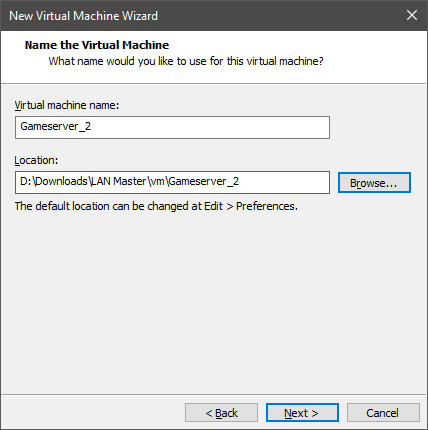 New Virtual Machine Wizard
Name the Virtual Machine
What name would you like to use for this virtual machine?
Virtual machine name:
Gameserver_2
Location:
D:\Downloads\LAN Master\vm\Gameserver_2
Browse...
The default location can be changed at Edit > Preferences.
< Back
Next >
Cancel